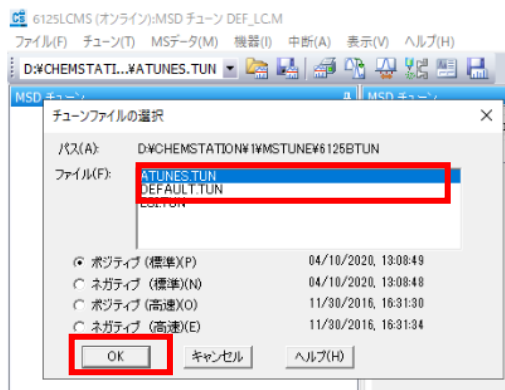 6125LCMS (オンライン):MSD チューン DEF_LC.M
ファイル(F) チューン(T) MSデータ(M) 機器(I) 中断(A) 表示(V) ヘルプ(H)
D:¥CHEMSTATI...¥ATUNES.TUN
MSD チューン MSD チューン
チューンファイルの選択
パス(A): D:¥CHEMSTATION¥1¥MSTUNE¥6125BTUN
ファイル(F): ATUNES.TUN
DEFAULT.TUN
ESI.TUN
ポジティブ (標準)(P) 04/10/2020, 13:08:49
ネガティブ (標準)(N) 04/10/2020, 13:08:48
ポジティブ (高速)(O) 11/30/2016, 16:31:30
ネガティブ (高速)(E) 11/30/2016, 16:31:34
OK キャンセル ヘルプ(H)